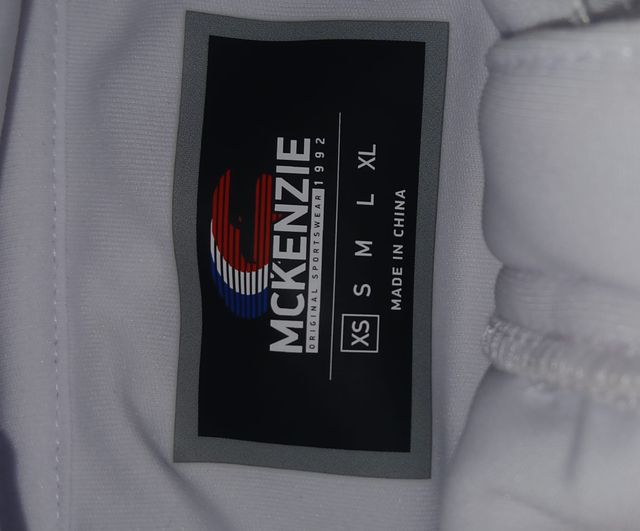 MCKENZIE
ORIGINAL SPORTSWEAR 1992
XS S M L XL
MADE IN CHINA